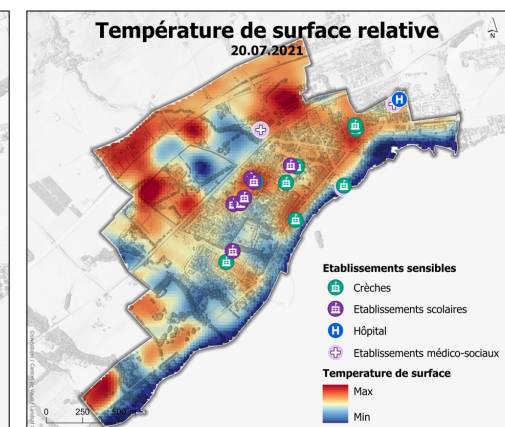 Température de surface relative
20.07.2021
N
H
Etablissements sensibles
Crèches
Etablissements scolaires
H Hôpital
Etablissements médico-sociaux
Temperature de surface
Max
Min
0 250 500 m